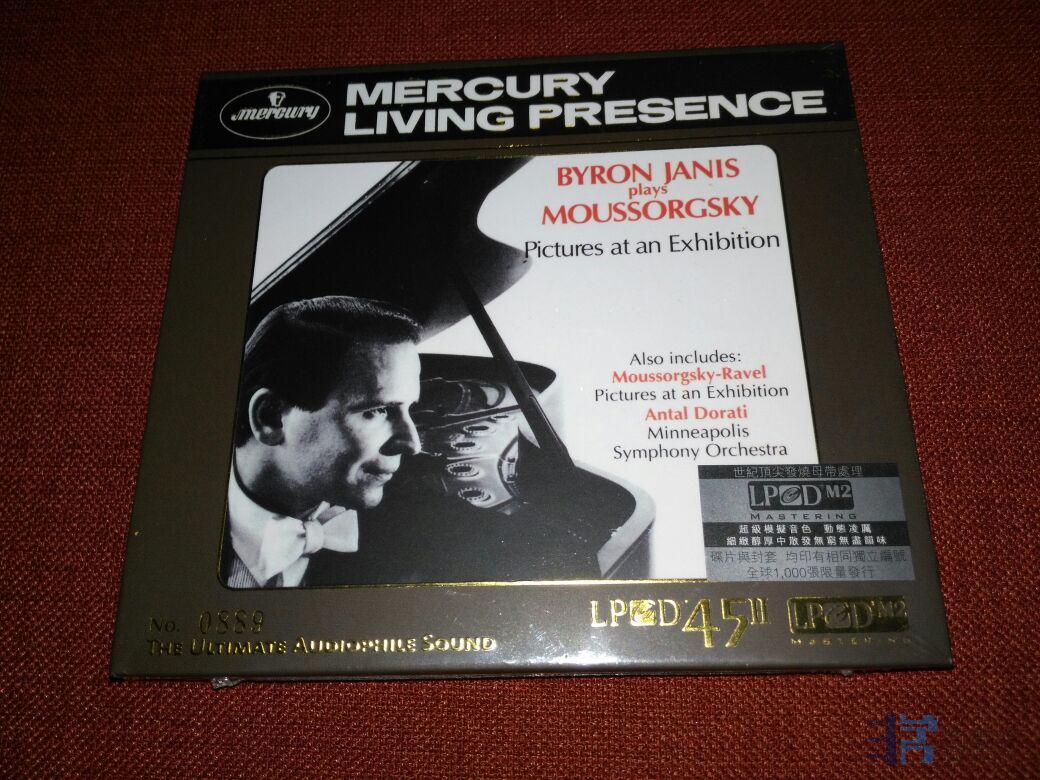 mercury
MERCURY
LIVING PRESENCE
BYRON JANIS
plays
MOUSSORGSKY
Pictures at an Exhibition
Also includes:
Moussorgsky-Ravel
Pictures at an Exhibition
Antal Dorati
Minneapolis
Symphony Orchestra
世紀頂尖發燒母帶處理
LPCD M2
MASTERING
超級模擬音色 動態凌厲
細緻醇厚中散發無窮無盡韻味
碟片與封套 均印有相同獨立編號
全球1,000張限量發行
No. 0889
THE ULTIMATE AUDIOPHILE SOUND
LPCD 45 II
LPCD M2
MASTERING